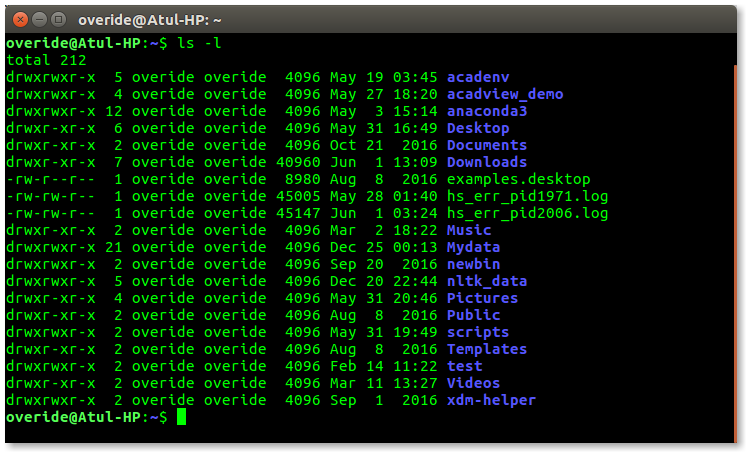 overide@Atul-HP: ~
overide@Atul-HP:~$ ls -l
total 212
drwxrwxr-x  5 overide overide  4096 May 19 03:45 acadenv
drwxrwxr-x  4 overide overide  4096 May 27 18:20 acadview_demo
drwxrwxr-x 12 overide overide  4096 May  3 15:14 anaconda3
drwxr-xr-x  6 overide overide  4096 May 31 16:49 Desktop
drwxr-xr-x  2 overide overide  4096 Oct 21  2016 Documents
drwxr-xr-x  7 overide overide 40960 Jun  1 13:09 Downloads
-rw-r--r--  1 overide overide  8980 Aug  8  2016 examples.desktop
-rw-rw-r--  1 overide overide 45005 May 28 01:40 hs_err_pid1971.log
-rw-rw-r--  1 overide overide 45147 Jun  1 03:24 hs_err_pid2006.log
drwxr-xr-x  2 overide overide  4096 Mar  2 18:22 Music
drwxrwxr-x 21 overide overide  4096 Dec 25 00:13 Mydata
drwxrwxr-x  2 overide overide  4096 Sep 20  2016 newbin
drwxrwxr-x  5 overide overide  4096 Dec 20 22:44 nltk_data
drwxr-xr-x  4 overide overide  4096 May 31 20:46 Pictures
drwxr-xr-x  2 overide overide  4096 Aug  8  2016 Public
drwxrwxr-x  2 overide overide  4096 May 31 19:49 scripts
drwxr-xr-x  2 overide overide  4096 Aug  8  2016 Templates
drwxrwxr-x  2 overide overide  4096 Feb 14 11:22 test
drwxr-xr-x  2 overide overide  4096 Mar 11 13:27 Videos
drwxrwxr-x  2 overide overide  4096 Sep  1  2016 xdm-helper
overide@Atul-HP:~$